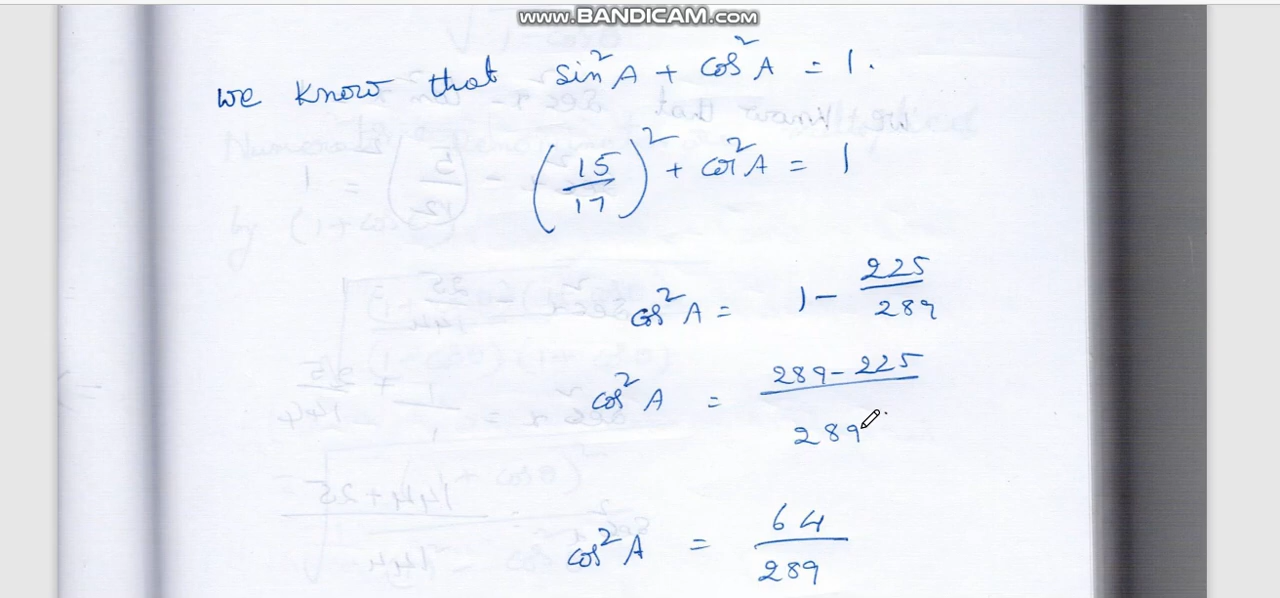 www.BANDICAM.com
we know that sin²A + cos²A = 1.
(15/17)² + cos²A = 1
cos²A = 1 - 225/289
cos²A = 289-225/289
cos²A = 64/289